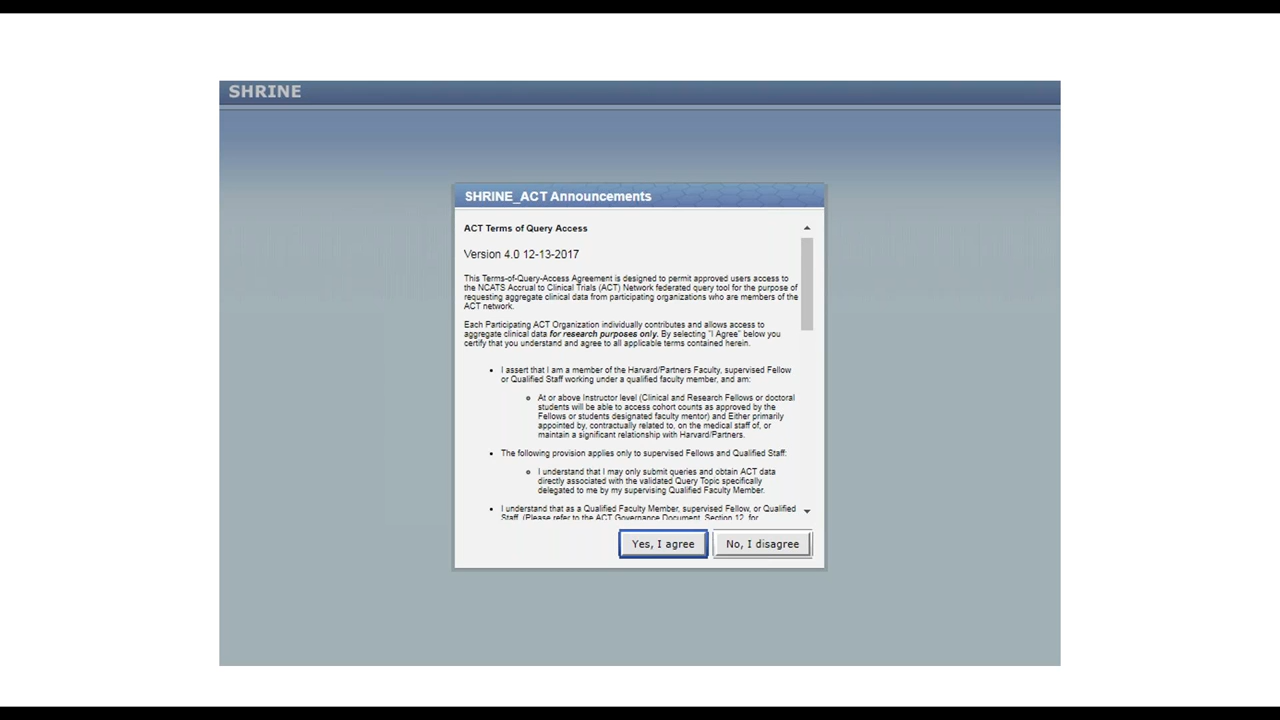 SHRINE
SHRINE_ACT Announcements
ACT Terms of Query Access
Version 4.0 12-13-2017
This Terms-of-Query-Access Agreement is designed to permit approved users access to
the NCATS Accrual to Clinical Trials (ACT) Network federated query tool for the purpose of
requesting aggregate clinical data from participating organizations who are members of the
ACT network.
Each Participating ACT Organization individually contributes and allows access to
aggregate clinical data for research purposes only. By selecting "I Agree" below you
certify that you understand and agree to all applicable terms contained herein.
I assert that I am a member of the Harvard/Partners Faculty, supervised Fellow
or Qualified Staff working under a qualified faculty member, and am:
At or above Instructor level (Clinical and Research Fellows or doctoral
students will be able to access cohort counts as approved by the
Fellows or students designated faculty mentor) and Either primarily
appointed by, contractually related to, on the medical staff of, or
maintain a significant relationship with Harvard/Partners.
The following provision applies only to supervised Fellows and Qualified Staff:
I understand that I may only submit queries and obtain ACT data
directly associated with the validated Query Topic specifically
delegated to me by my supervising Qualified Faculty Member.
I understand that as a Qualified Faculty Member, supervised Fellow, or Qualified
Staff, (Please refer to the ACT Governance Document, Section 12, for
Yes, I agree
No, I disagree